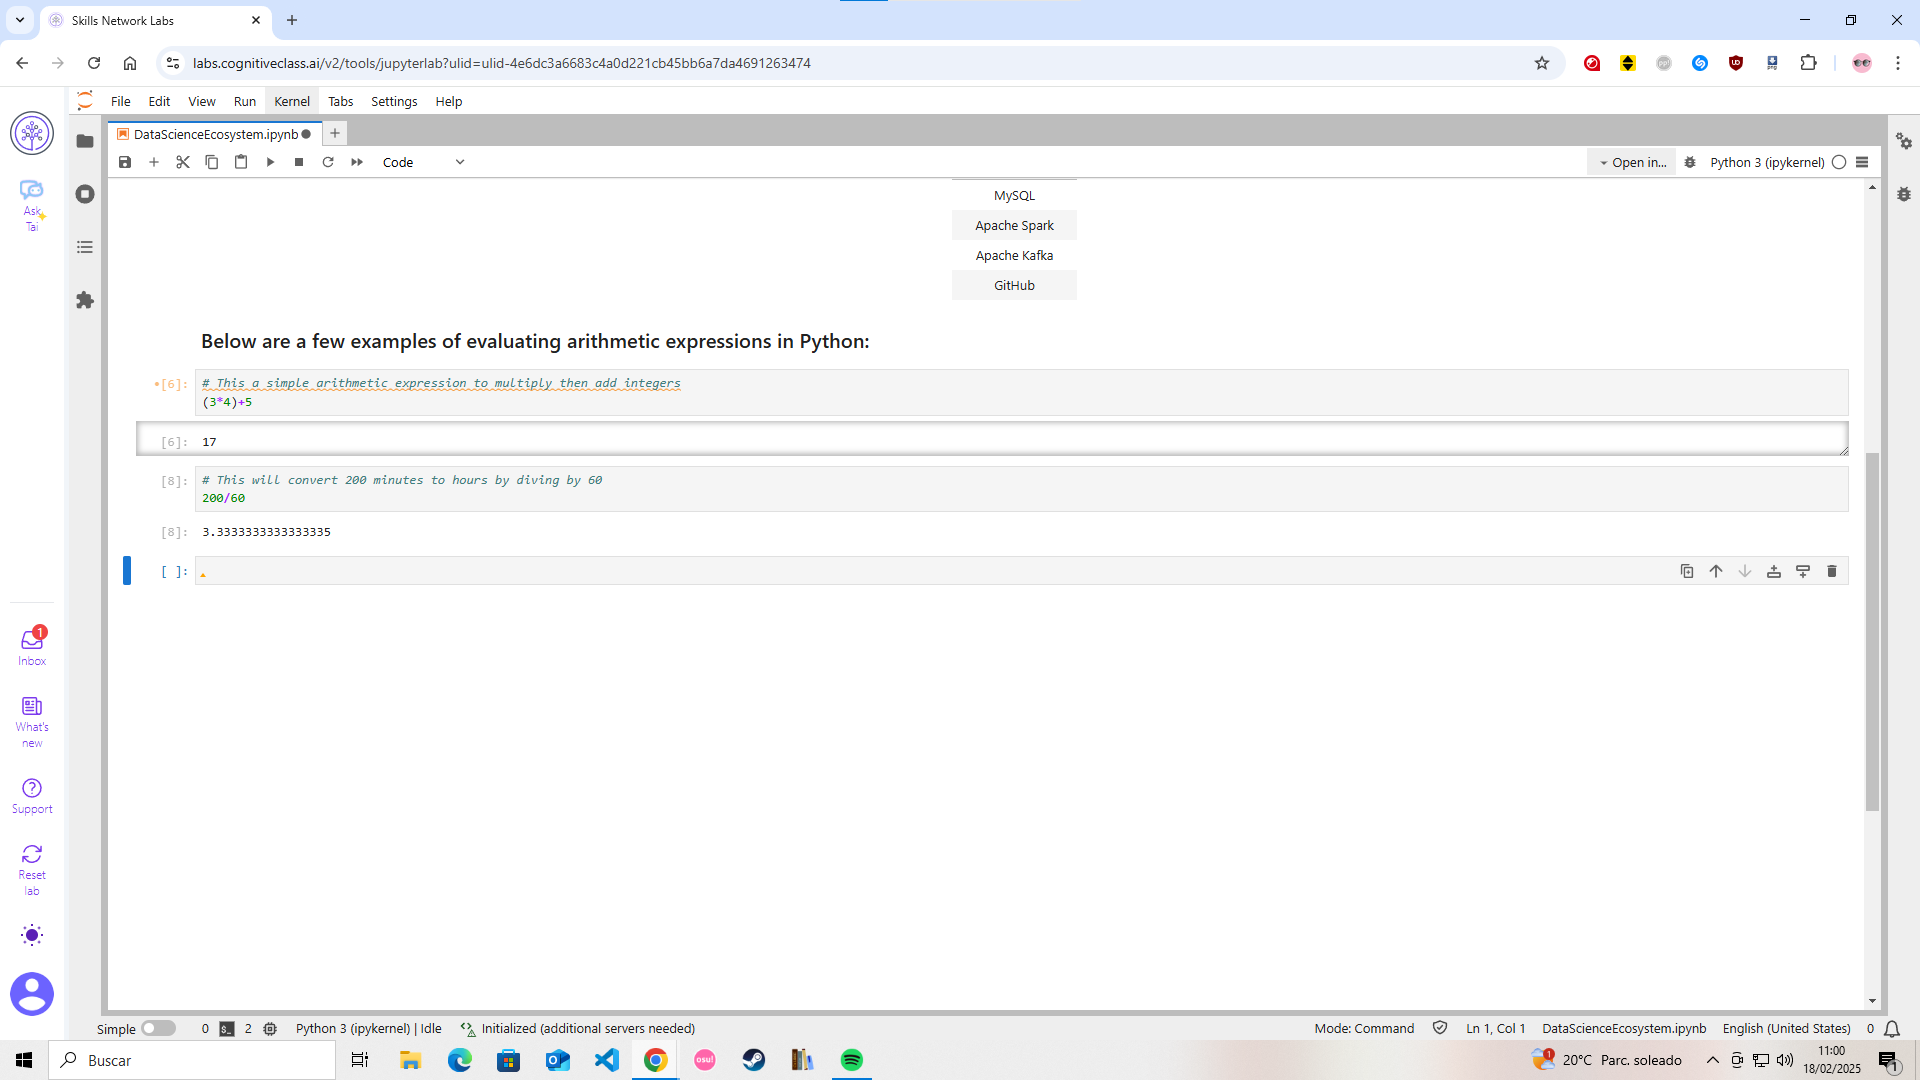 Skills Network Labs
labs.cognitiveclass.ai/v2/tools/jupyterlab?ulid=ulid-4e6dc3a6683c4a0d221cb45bb6a7da4691263474
File Edit View Run Kernel Tabs Settings Help
DataScienceEcosystem.ipynb
Code
Open in...
Python 3 (ipykernel)
Ask
Tai
MySQL
Apache Spark
Apache Kafka
GitHub
Below are a few examples of evaluating arithmetic expressions in Python:
•[6]: # This a simple arithmetic expression to multiply then add integers
(3*4)+5
[6]: 17
[8]: # This will convert 200 minutes to hours by diving by 60
200/60
[8]: 3.3333333333333335
[ ]:
1
Inbox
What's
new
Support
Reset
lab
Simple 0 $_ 2 Python 3 (ipykernel) | Idle Initialized (additional servers needed) Mode: Command Ln 1, Col 1 DataScienceEcosystem.ipynb English (United States) 0
Buscar
osu!
1
20°C Parc. soleado
11:00
18/02/2025
1